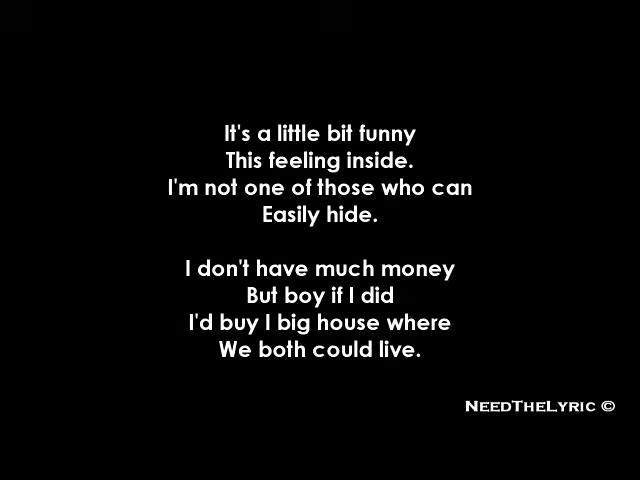 It's a little bit funny
This feeling inside.
I'm not one of those who can
Easily hide.
I don't have much money
But boy if I did
I'd buy I big house where
We both could live.
NeedTheLyric ©